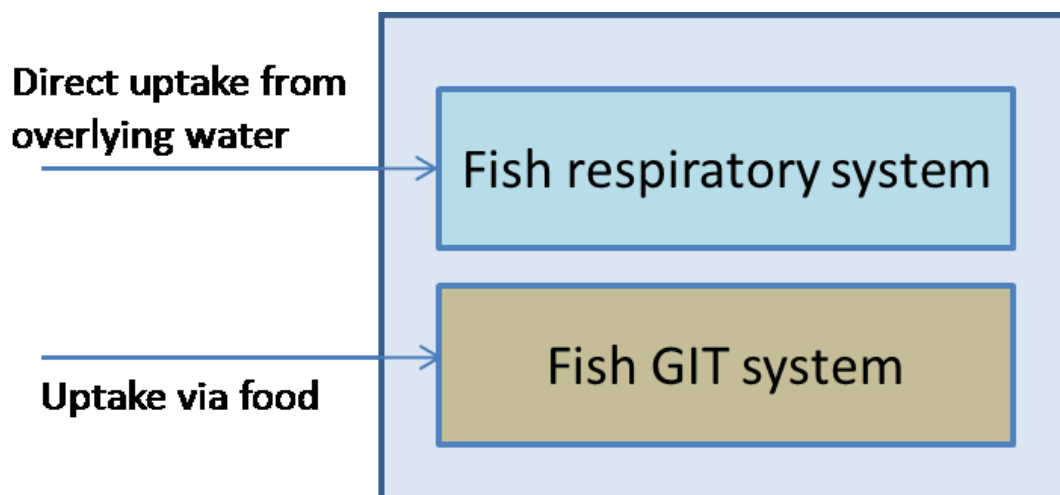 Direct uptake from
overlying water
Fish respiratory system
Fish GIT system
Uptake via food